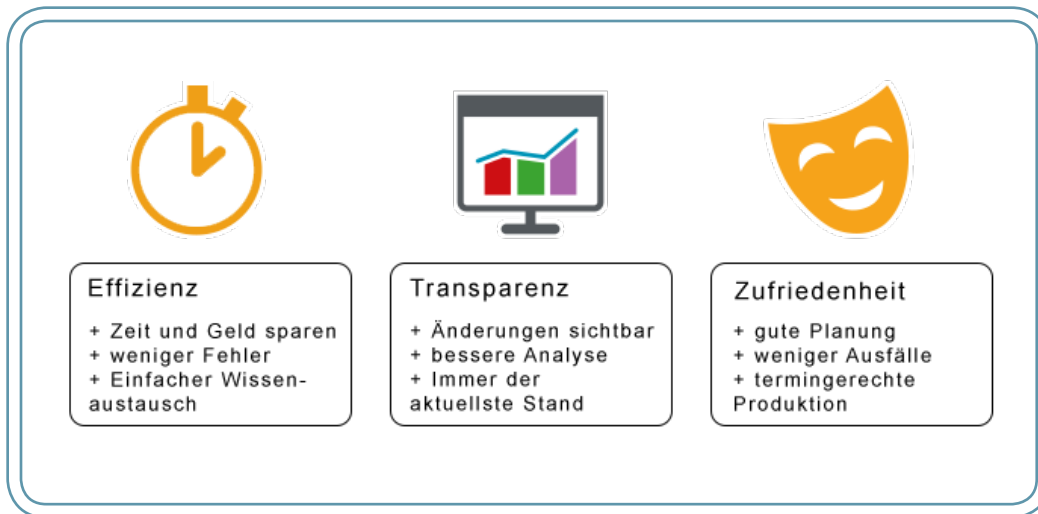 Effizienz
+ Zeit und Geld sparen
+ weniger Fehler
+ Einfacher Wissen-
austausch
Transparenz
+ Änderungen sichtbar
+ bessere Analyse
+ Immer der
aktuellste Stand
Zufriedenheit
+ gute Planung
+ weniger Ausfälle
+ termingerechte
Produktion